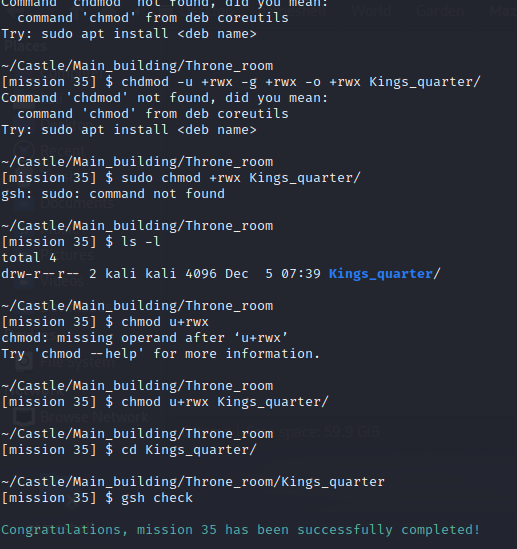 Command 'chdmod' not found, did you mean:
  command 'chmod' from deb coreutils
Try: sudo apt install <deb name>

~/Castle/Main_building/Throne_room
[mission 35] $ chdmod -u +rwx -g +rwx -o +rwx Kings_quarter/
Command 'chdmod' not found, did you mean:
  command 'chmod' from deb coreutils
Try: sudo apt install <deb name>

~/Castle/Main_building/Throne_room
[mission 35] $ sudo chmod +rwx Kings_quarter/
gsh: sudo: command not found

~/Castle/Main_building/Throne_room
[mission 35] $ ls -l
total 4
drw-r--r-- 2 kali kali 4096 Dec  5 07:39 Kings_quarter/

~/Castle/Main_building/Throne_room
[mission 35] $ chmod u+rwx
chmod: missing operand after ‘u+rwx’
Try 'chmod --help' for more information.

~/Castle/Main_building/Throne_room
[mission 35] $ chmod u+rwx Kings_quarter/

~/Castle/Main_building/Throne_room
[mission 35] $ cd Kings_quarter/

~/Castle/Main_building/Throne_room/Kings_quarter
[mission 35] $ gsh check

Congratulations, mission 35 has been successfully completed!